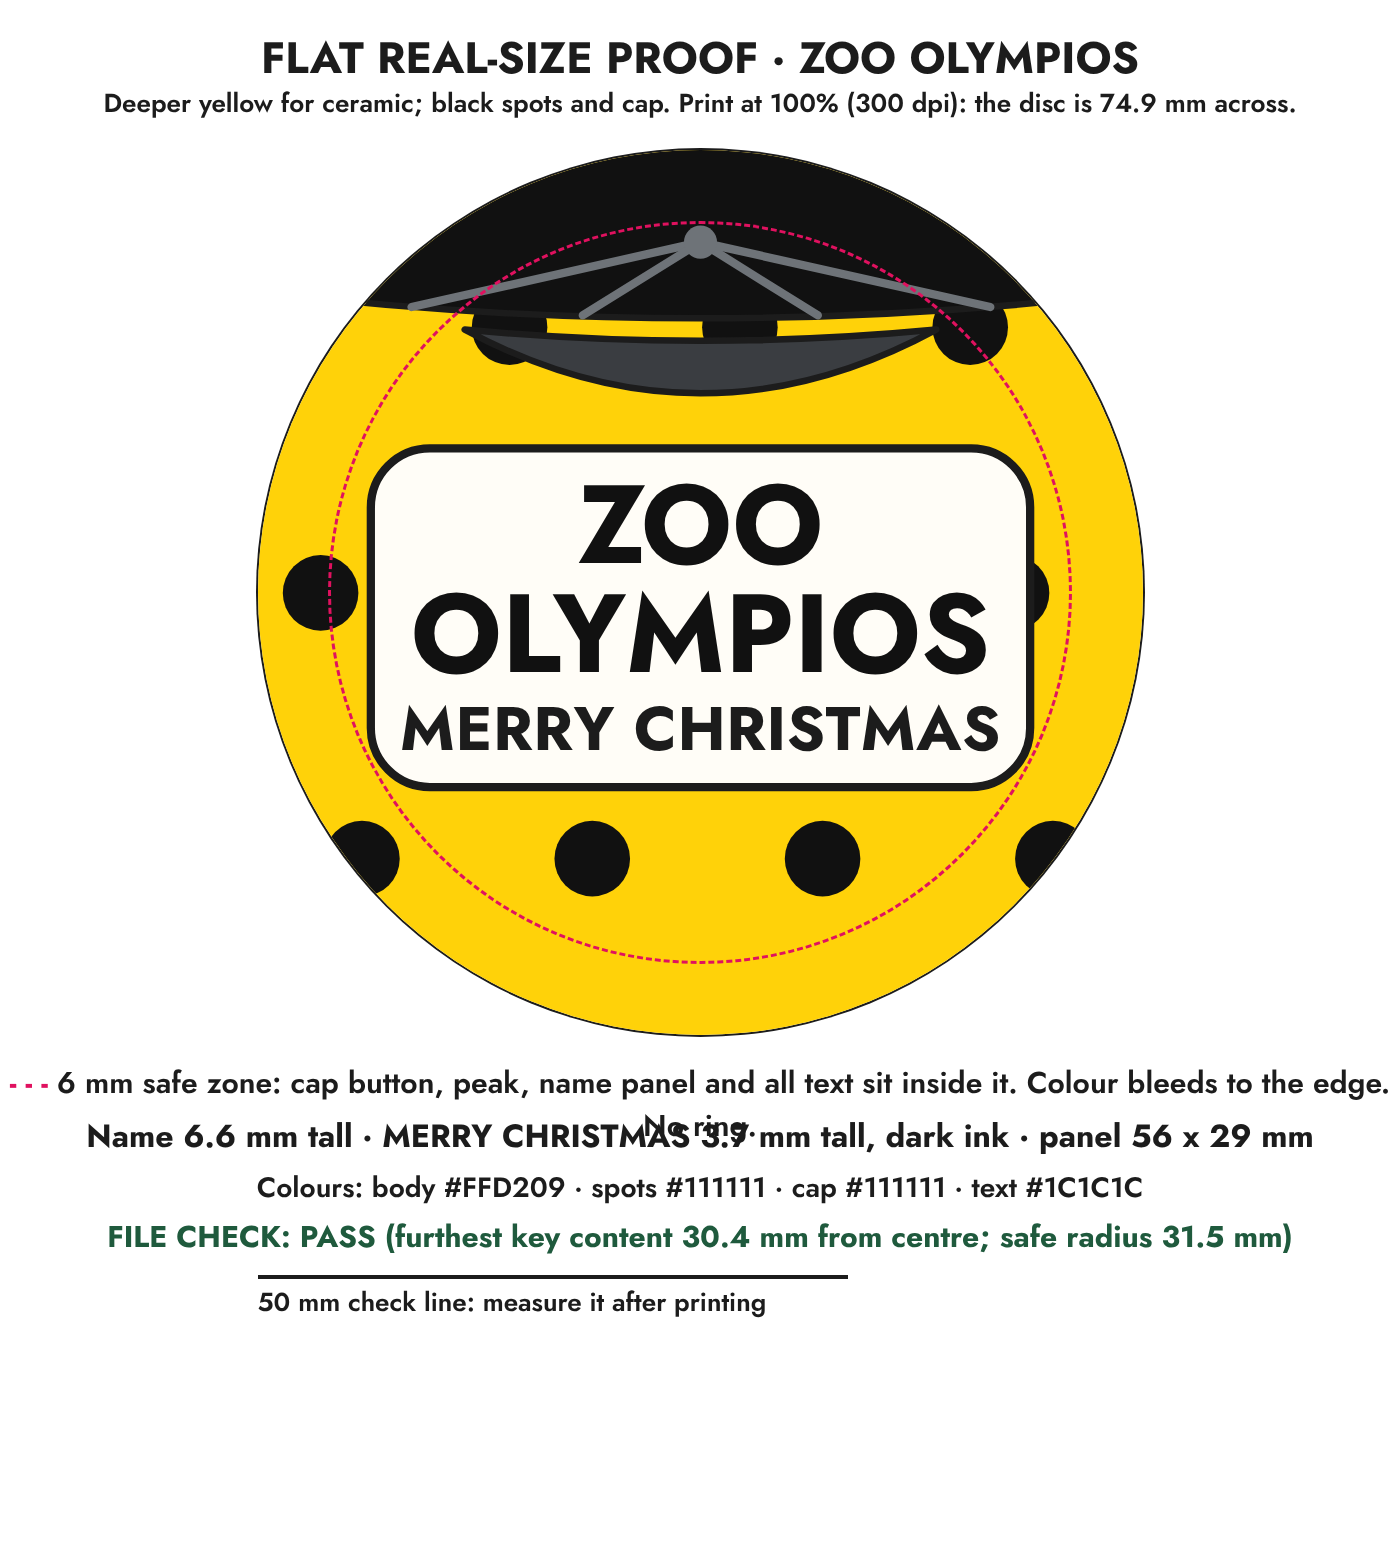 FLAT REAL-SIZE PROOF · ZOO OLYMPIOS
Deeper yellow for ceramic; black spots and cap. Print at 100% (300 dpi): the disc is 74.9 mm across.
ZOO
OLYMPIOS
MERRY CHRISTMAS
- - - 6 mm safe zone: cap button, peak, name panel and all text sit inside it. Colour bleeds to the edge.
No ring.
Name 6.6 mm tall · MERRY CHRISTMAS 3.7 mm tall, dark ink · panel 56 x 29 mm
Colours: body #FFD209 · spots #111111 · cap #111111 · text #1C1C1C
FILE CHECK: PASS (furthest key content 30.4 mm from centre; safe radius 31.5 mm)
50 mm check line: measure it after printing